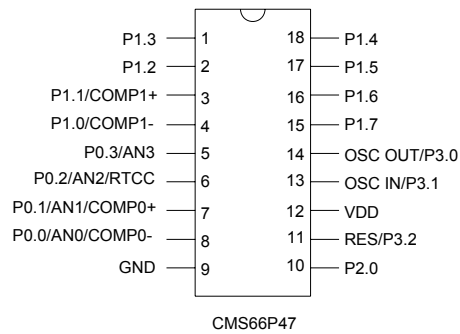 P1.3 1 18 P1.4
P1.2 2 17 P1.5
P1.1/COMP1+ 3 16 P1.6
P1.0/COMP1- 4 15 P1.7
P0.3/AN3 5 14 OSC OUT/P3.0
P0.2/AN2/RTCC 6 13 OSC IN/P3.1
P0.1/AN1/COMP0+ 7 12 VDD
P0.0/AN0/COMP0- 8 11 RES/P3.2
GND 9 10 P2.0
CMS66P47